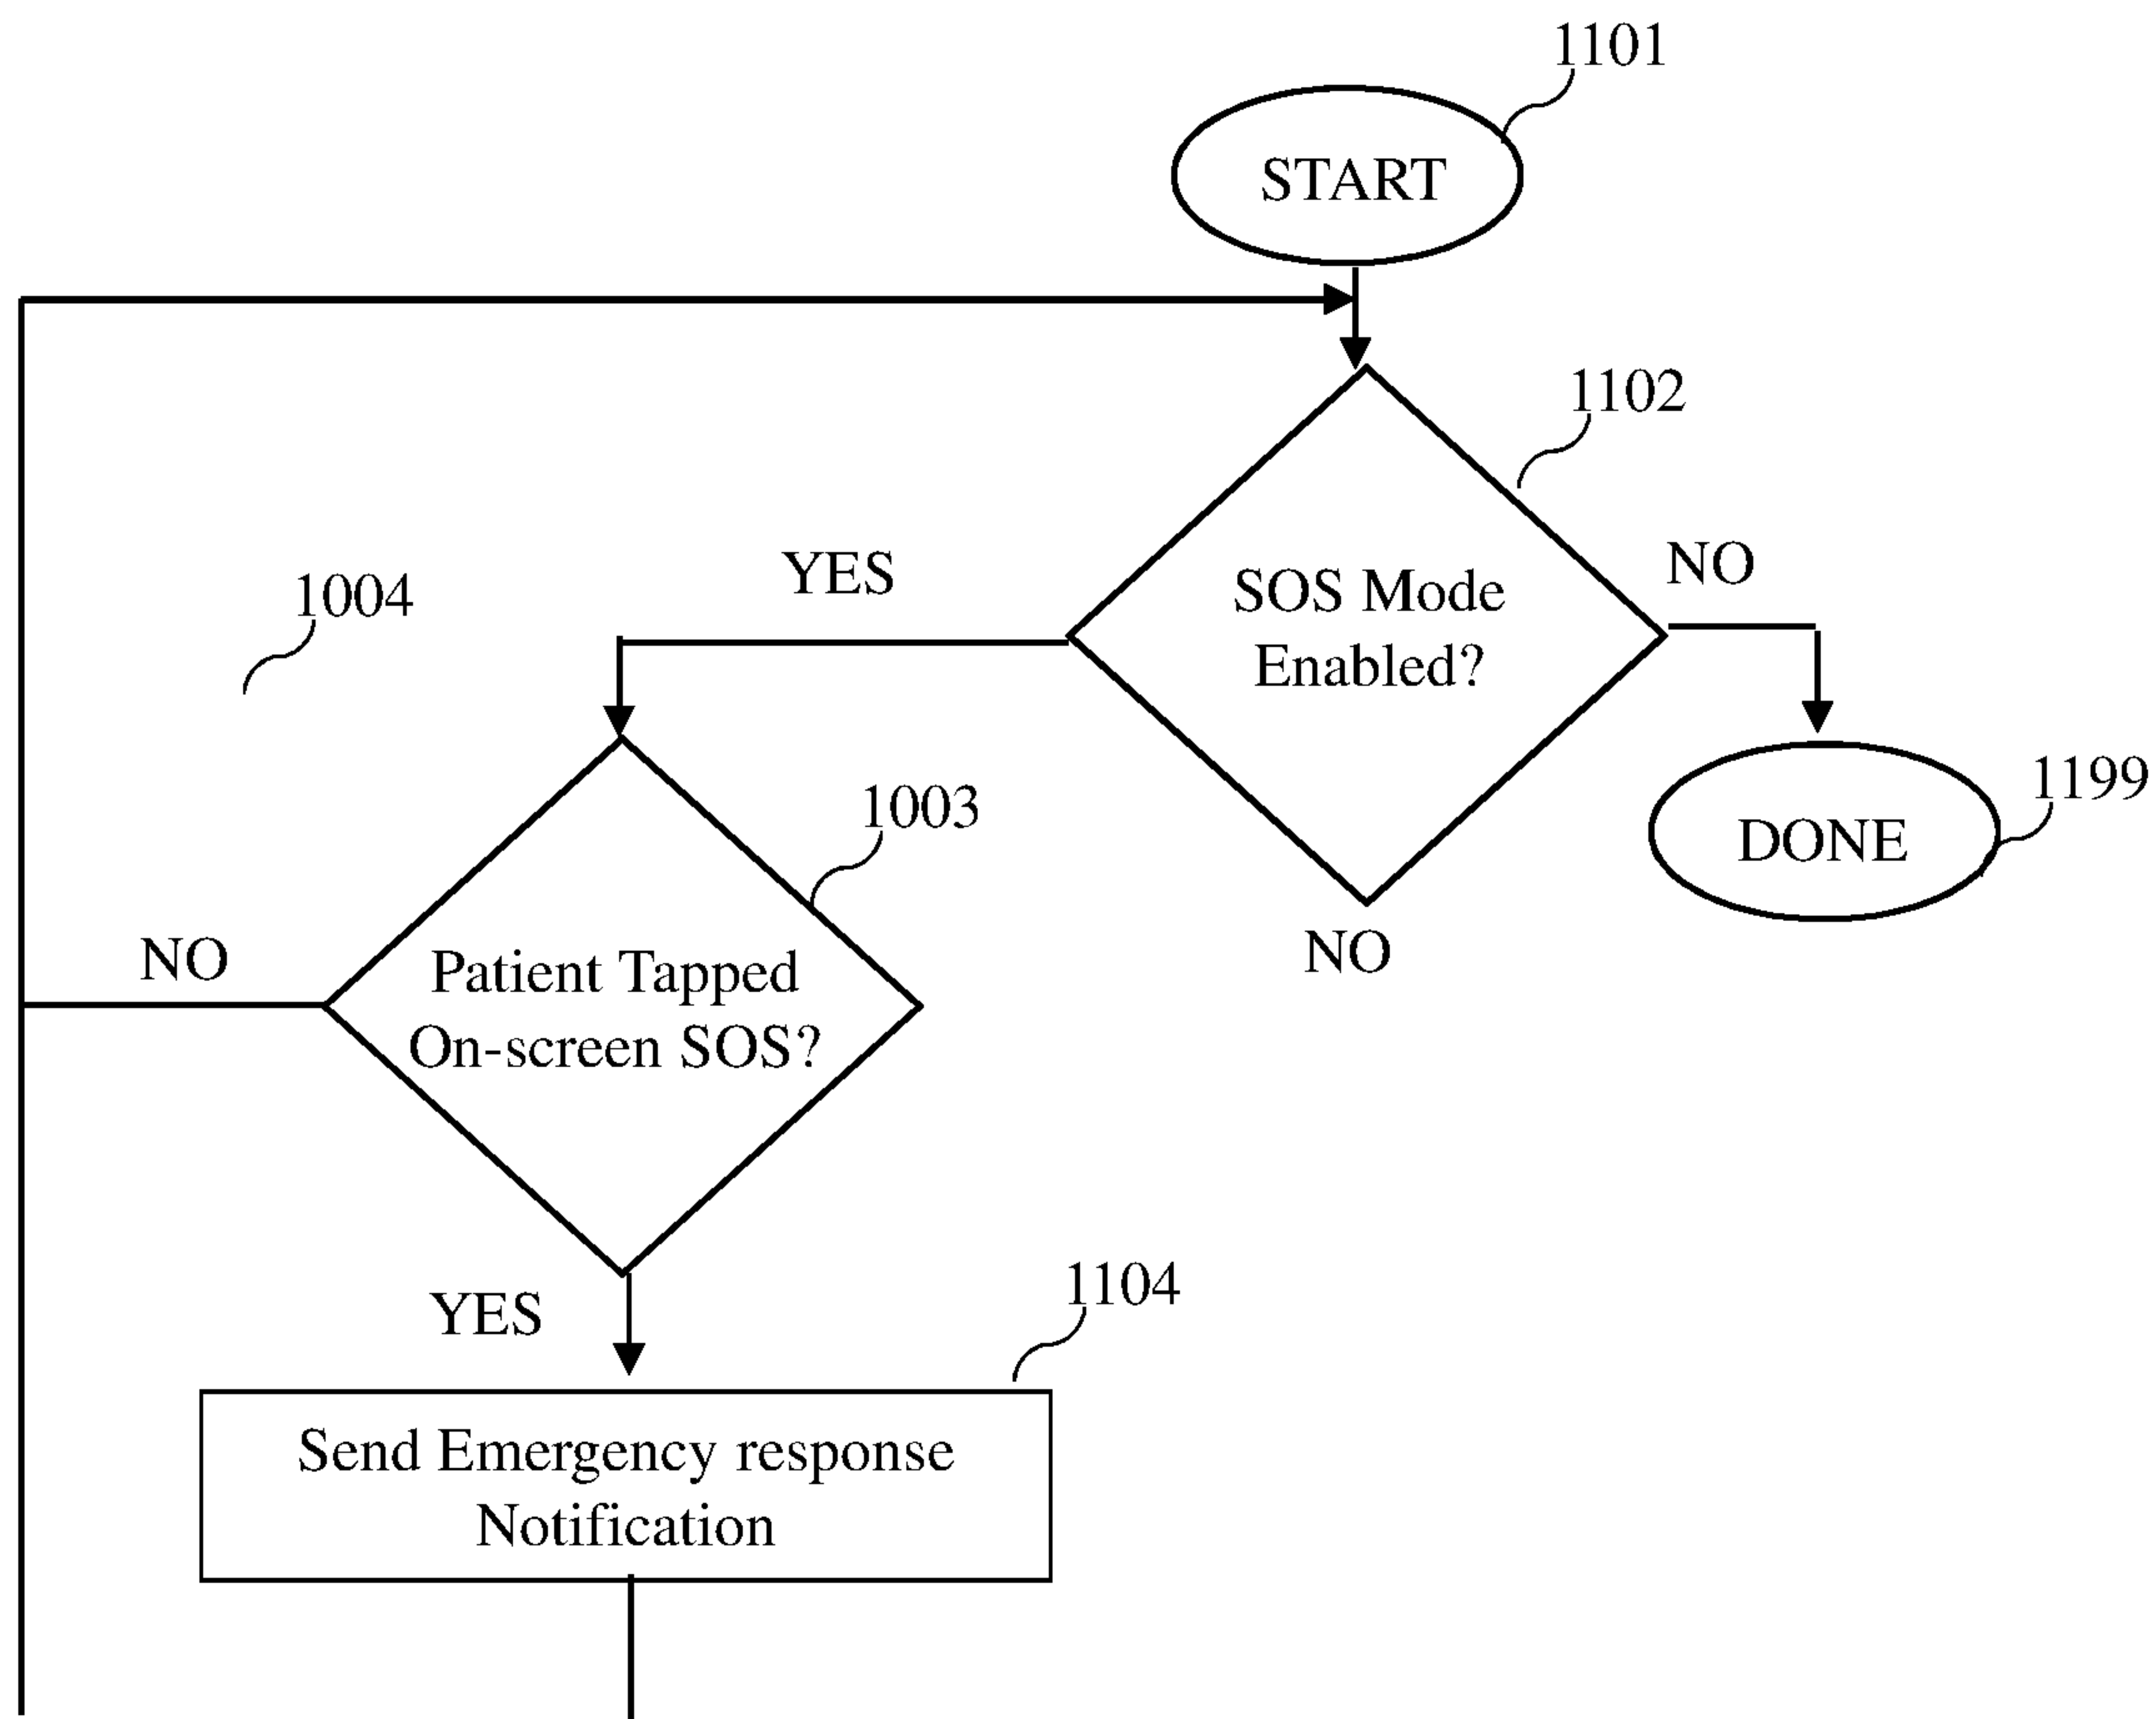 1101
START
1102
YES
NO
SOS Mode
Enabled?
1004
1199
DONE
1003
NO
Patient Tapped
On-screen SOS?
NO
YES
1104
Send Emergency response
Notification